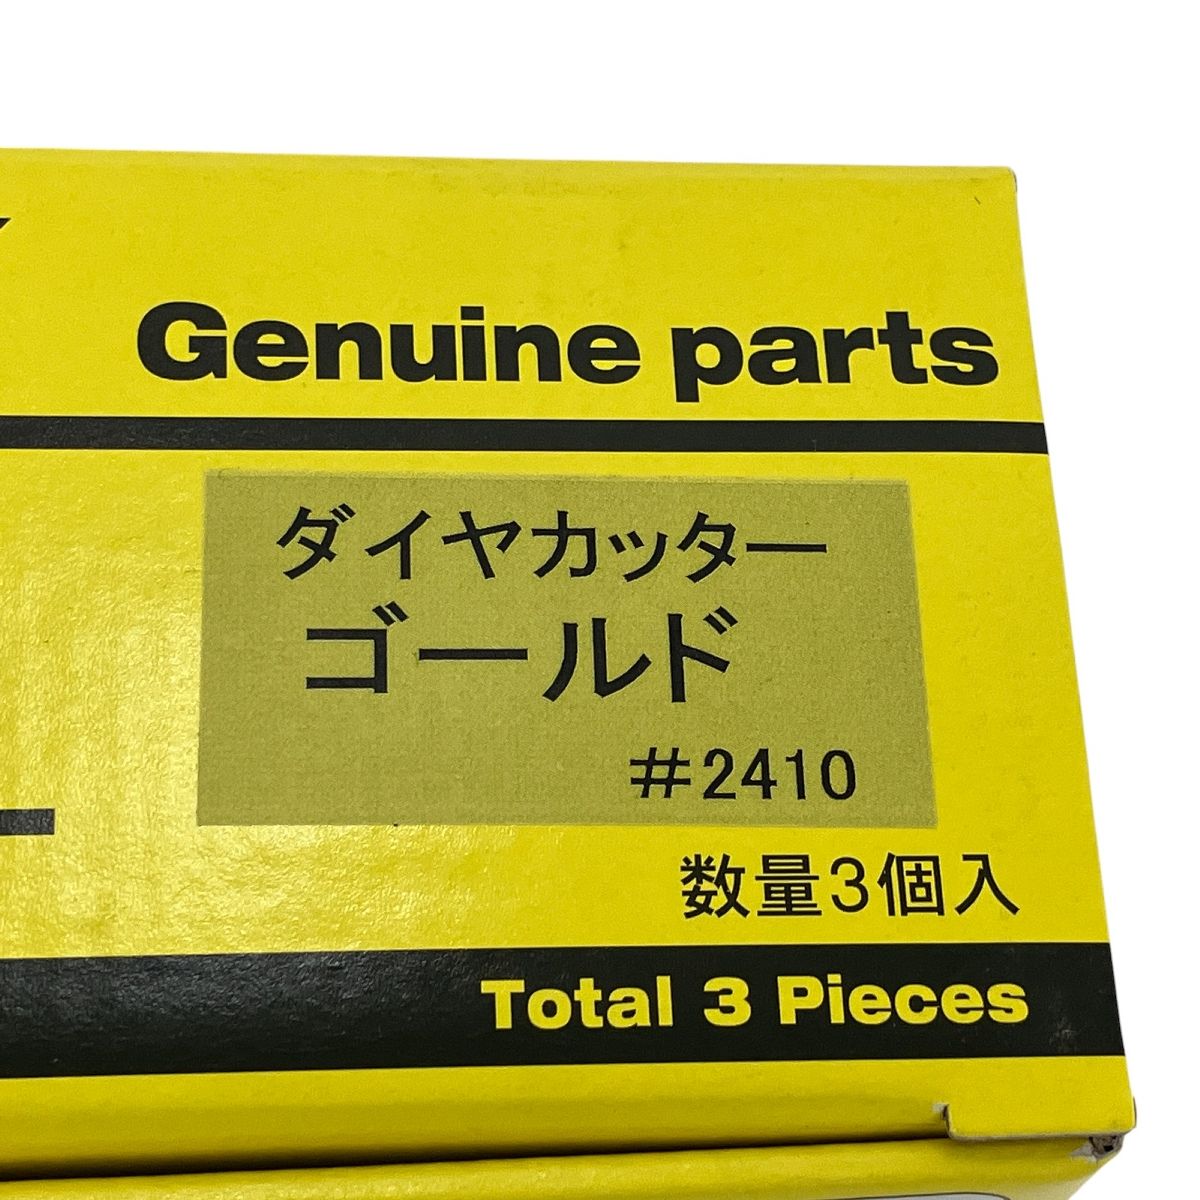 Genuine parts
ダイヤカッター
ゴールド
#2410
数量3個入
Total 3 Pieces